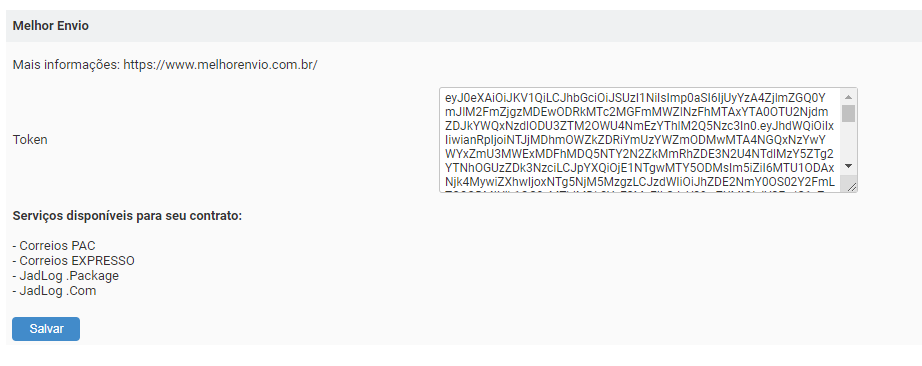 Melhor Envio
Mais informações: https://www.melhorenvio.com.br/
Token
eyJ0eXAiOiJKV1QiLCJhbGciOiJSUzI1NiIsImp0aSI6IjUyYzA4ZjlmZGQ0Y
mJlM2FmZjgzMDEwODRkMTc2MGFmMWZlNzFhMTAxYTA0OTU2Njdm
ZDJkYWQxNzdlODU3ZTM2OWU4NmEzYThlM2Q5Nzc3In0.eyJhdWQiOiIx
IiwianRpIjoiNTJjMDhmOWZkZDRiYmUzYWZmODMwMTA4NGQxNzYwY
WYxZmU3MWExMDFhMDQ5NTY2N2ZkMmRhZDE3N2U4NTdlMzY5ZTg2
YTNhOGUzZDk3NzciLCJpYXQiOjE1NTgwMTY5ODMsIm5iZiI6MTU1ODAx
Njk4MywiZXhwIjoxNTg5NjM5MzgzLCJzdWIiOiJhZDE2NmY0OS02Y2FmL
Serviços disponíveis para seu contrato:
- Correios PAC
- Correios EXPRESSO
- JadLog .Package
- JadLog .Com
Salvar